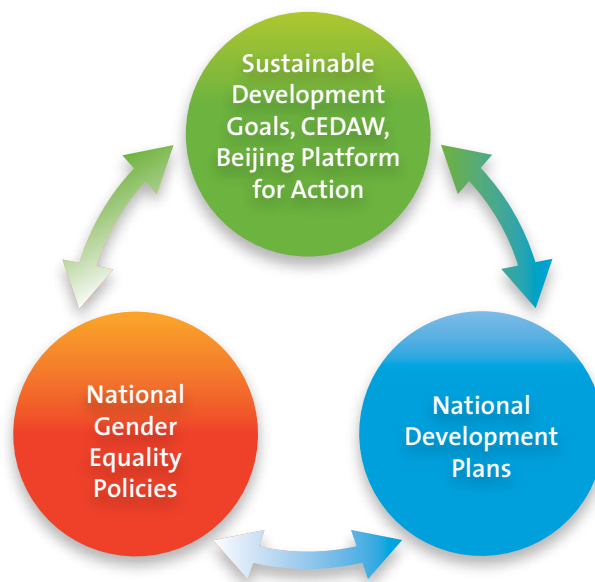 Sustainable
Development
Goals, CEDAW,
Beijing Platform
for Action
National
Gender
Equality
Policies
National
Development
Plans